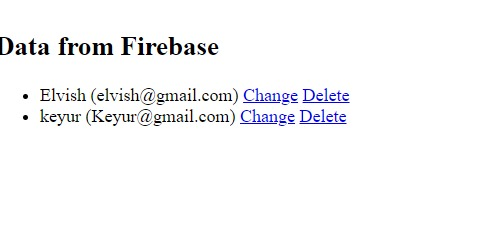 Data from Firebase
Elvish (elvish@gmail.com) Change Delete
keyur (Keyur@gmail.com) Change Delete